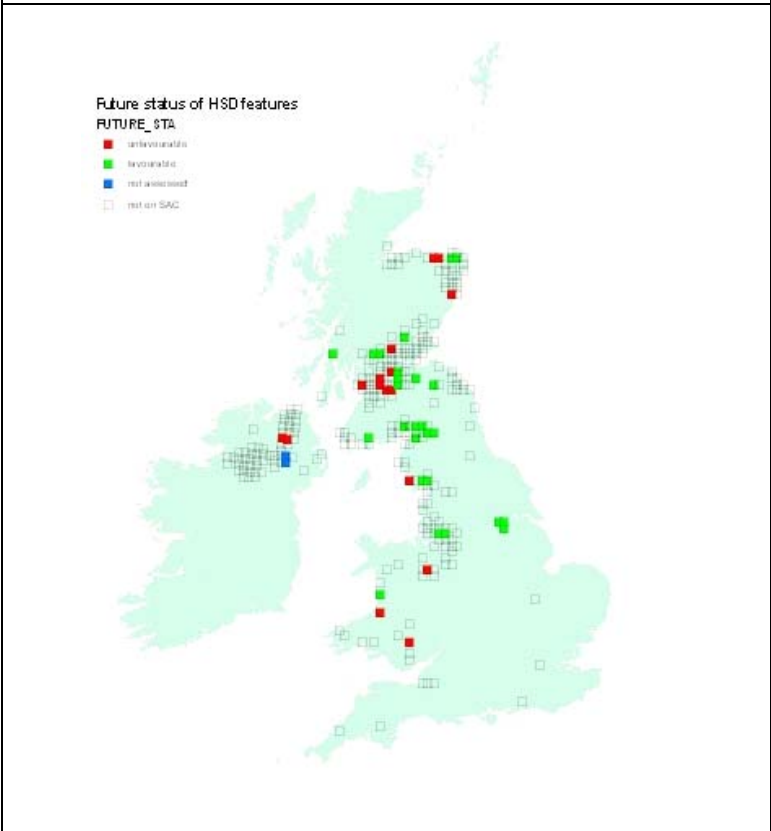 Future status of HSD features
FUTURE_STA
unfavourable
favourable
not assessed
not on SAC